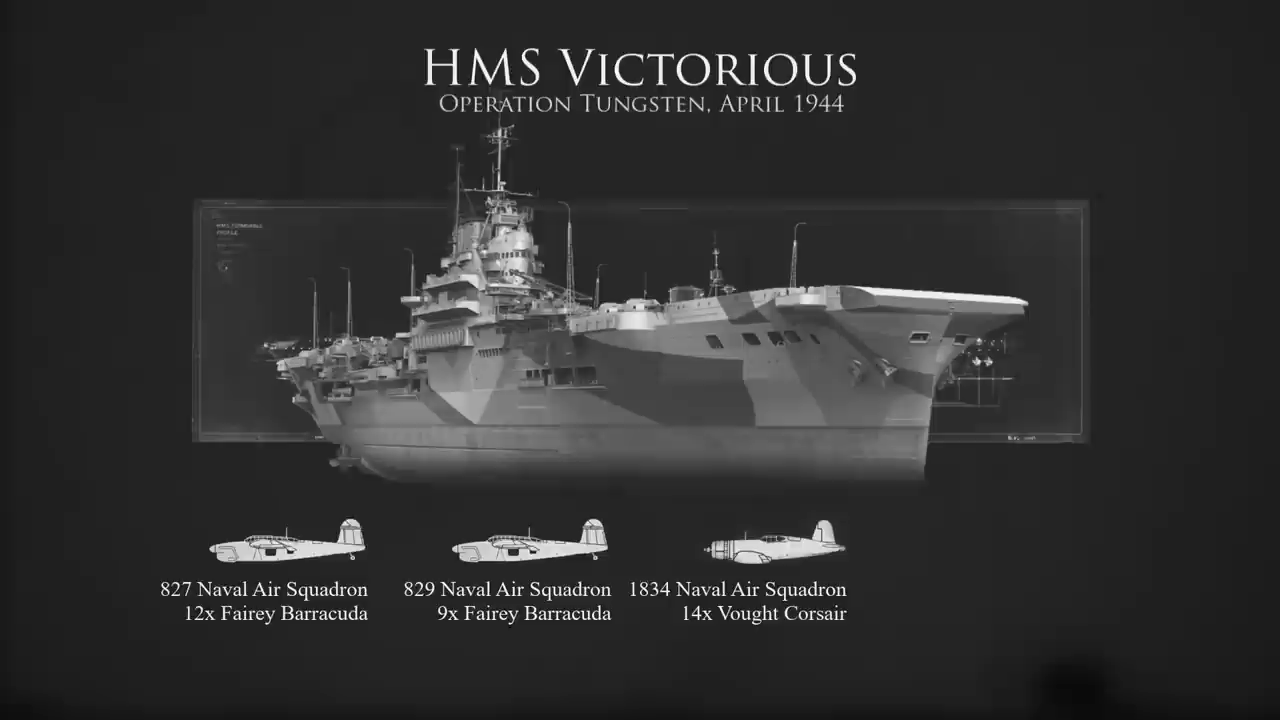 HMS Victorious
Operation Tungsten, April 1944
827 Naval Air Squadron
12x Fairey Barracuda
829 Naval Air Squadron
9x Fairey Barracuda
1834 Naval Air Squadron
14x Vought Corsair